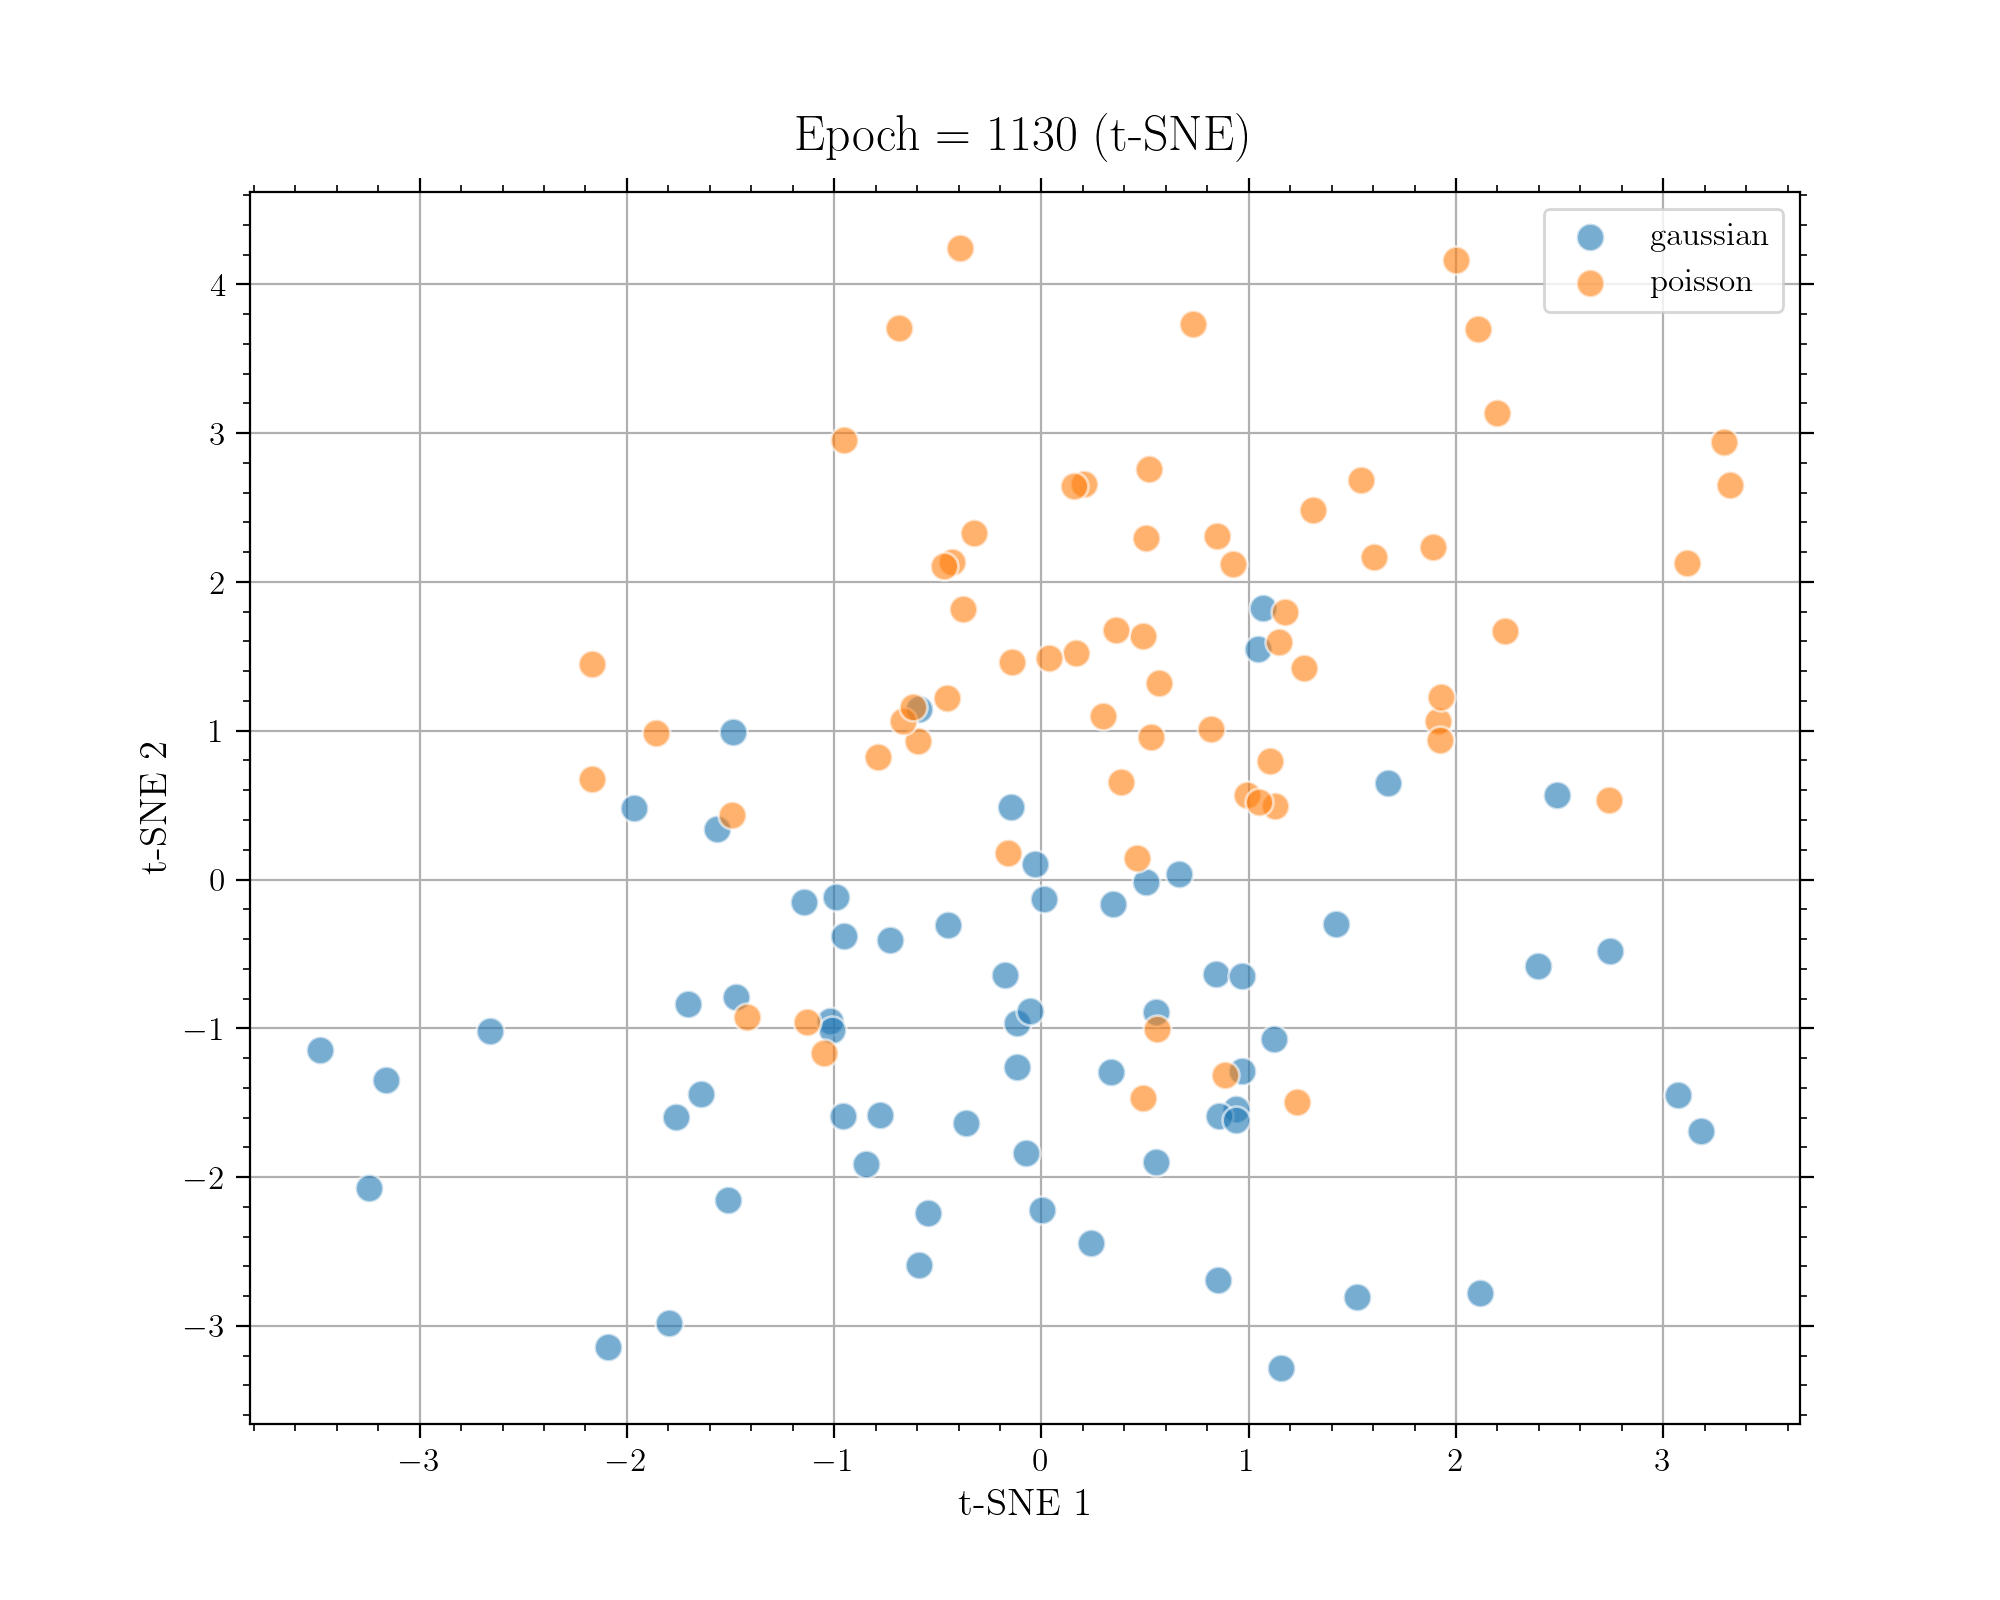 Epoch = 1130 (t-SNE)
gaussian
poisson
4
3
2
1
0
−1
−2
−3
t-SNE 2
−3 −2 −1 0 1 2 3
t-SNE 1